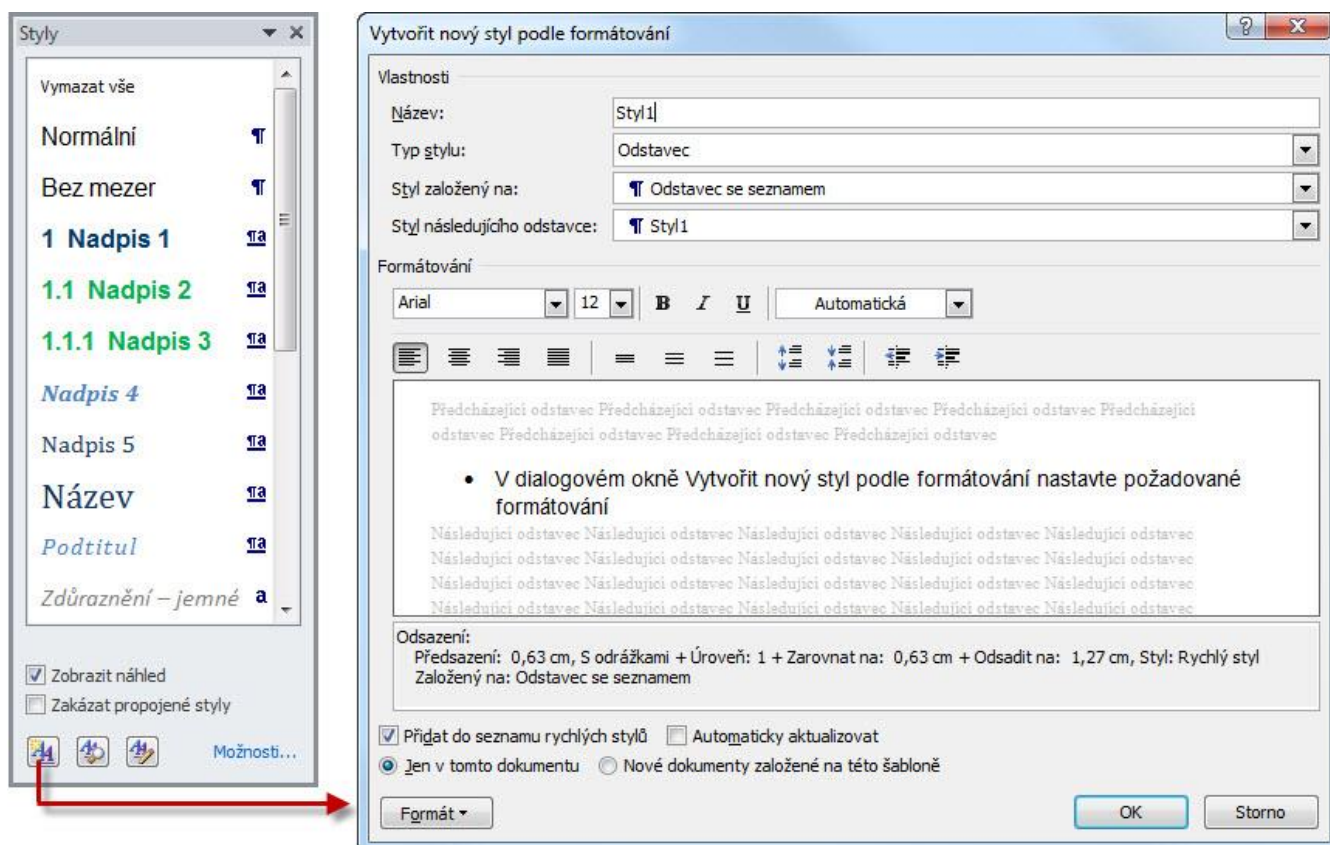 Styly
Vymazat vše
Normální ¶
Bez mezer ¶
1 Nadpis 1 ¶a
1.1 Nadpis 2 ¶a
1.1.1 Nadpis 3 ¶a
Nadpis 4 ¶a
Nadpis 5 ¶a
Název ¶a
Podtitul ¶a
Zdůraznění – jemné a
Zobrazit náhled
Zakázat propojené styly
Možnosti...
Vytvořit nový styl podle formátování
Vlastnosti
Název: Styl1
Typ stylu: Odstavec
Styl založený na: ¶ Odstavec se seznamem
Styl následujícího odstavce: ¶ Styl1
Formátování
Arial 12 B I U Automatická
Předcházející odstavec Předcházející odstavec Předcházející odstavec Předcházející odstavec Předcházející
odstavec Předcházející odstavec Předcházející odstavec Předcházející odstavec
• V dialogovém okně Vytvořit nový styl podle formátování nastavte požadované
formátování
Následující odstavec Následující odstavec Následující odstavec Následující odstavec Následující odstavec
Následující odstavec Následující odstavec Následující odstavec Následující odstavec Následující odstavec
Následující odstavec Následující odstavec Následující odstavec Následující odstavec Následující odstavec
Následující odstavec Následující odstavec Následující odstavec Následující odstavec Následující odstavec
Odsazení:
Předsazení: 0,63 cm, S odrážkami + Úroveň: 1 + Zarovnat na: 0,63 cm + Odsadit na: 1,27 cm, Styl: Rychlý styl
Založený na: Odstavec se seznamem
Přidat do seznamu rychlých stylů Automaticky aktualizovat
Jen v tomto dokumentu Nové dokumenty založené na této šabloně
Formát OK Storno